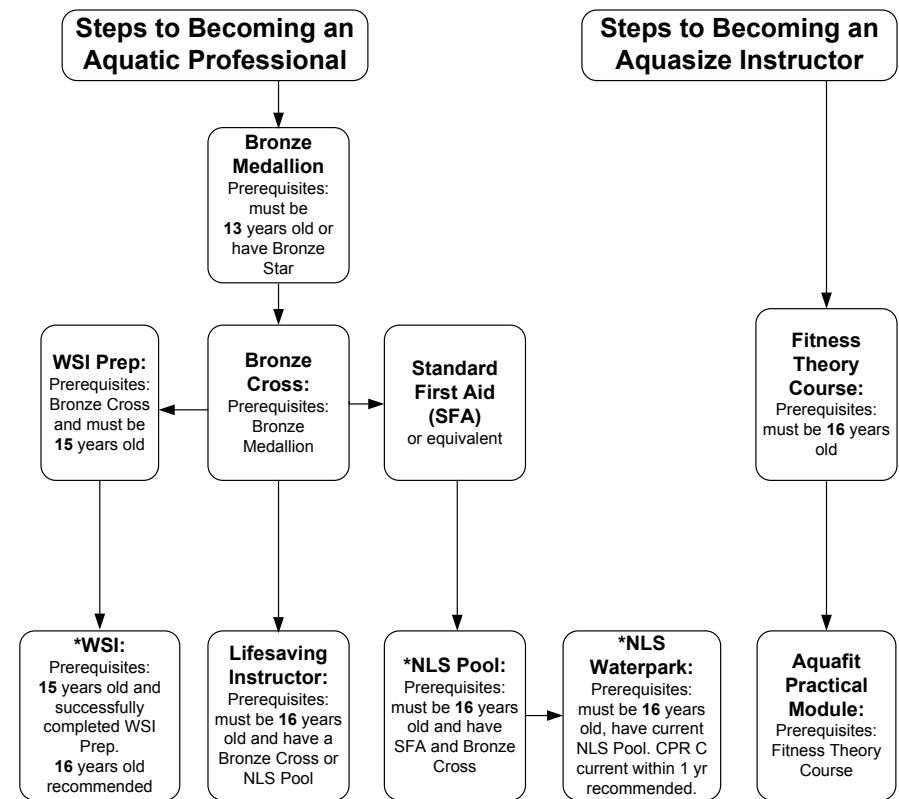 Steps to Becoming an
Aquatic Professional
Steps to Becoming an
Aquasize Instructor
Bronze
Medallion
Prerequisites:
must be
13 years old or
have Bronze
Star
WSI Prep:
Prerequisites:
Bronze Cross
and must be
15 years old
Bronze
Cross:
Prerequisites:
Bronze
Medallion
Standard
First Aid
(SFA)
or equivalent
Fitness
Theory
Course:
Prerequisites:
must be 16 years
old
*WSI:
Prerequisites:
15 years old and
successfully
completed WSI
Prep.
16 years old
recommended
Lifesaving
Instructor:
Prerequisites:
must be 16 years
old and have a
Bronze Cross or
NLS Pool
*NLS Pool:
Prerequisites:
must be 16 years
old and have
SFA and Bronze
Cross
*NLS
Waterpark:
Prerequisites:
must be 16 years
old, have current
NLS Pool. CPR C
current within 1 yr
recommended.
Aquafit
Practical
Module:
Prerequisites:
Fitness Theory
Course